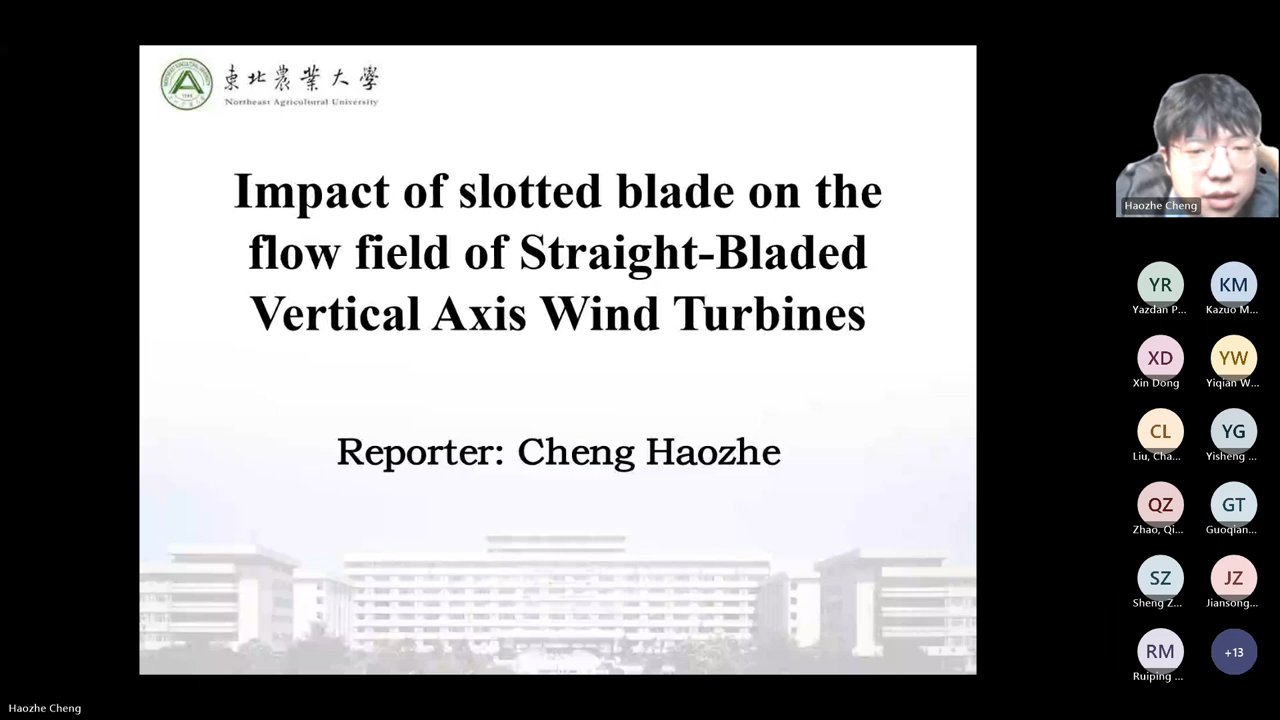 東北農業大學
Northeast Agricultural University
Impact of slotted blade on the
flow field of Straight-Bladed
Vertical Axis Wind Turbines
Reporter: Cheng Haozhe
Haozhe Cheng
YR
KM
Yazdan P...
Kazuo M...
XD
YW
Xin Dong
Yiqian W...
CL
YG
Liu, Cha...
Yisheng ...
QZ
GT
Zhao, Qi...
Guoqian...
SZ
JZ
Sheng Z...
Jiansong...
RM
+13
Ruiping ...
Haozhe Cheng